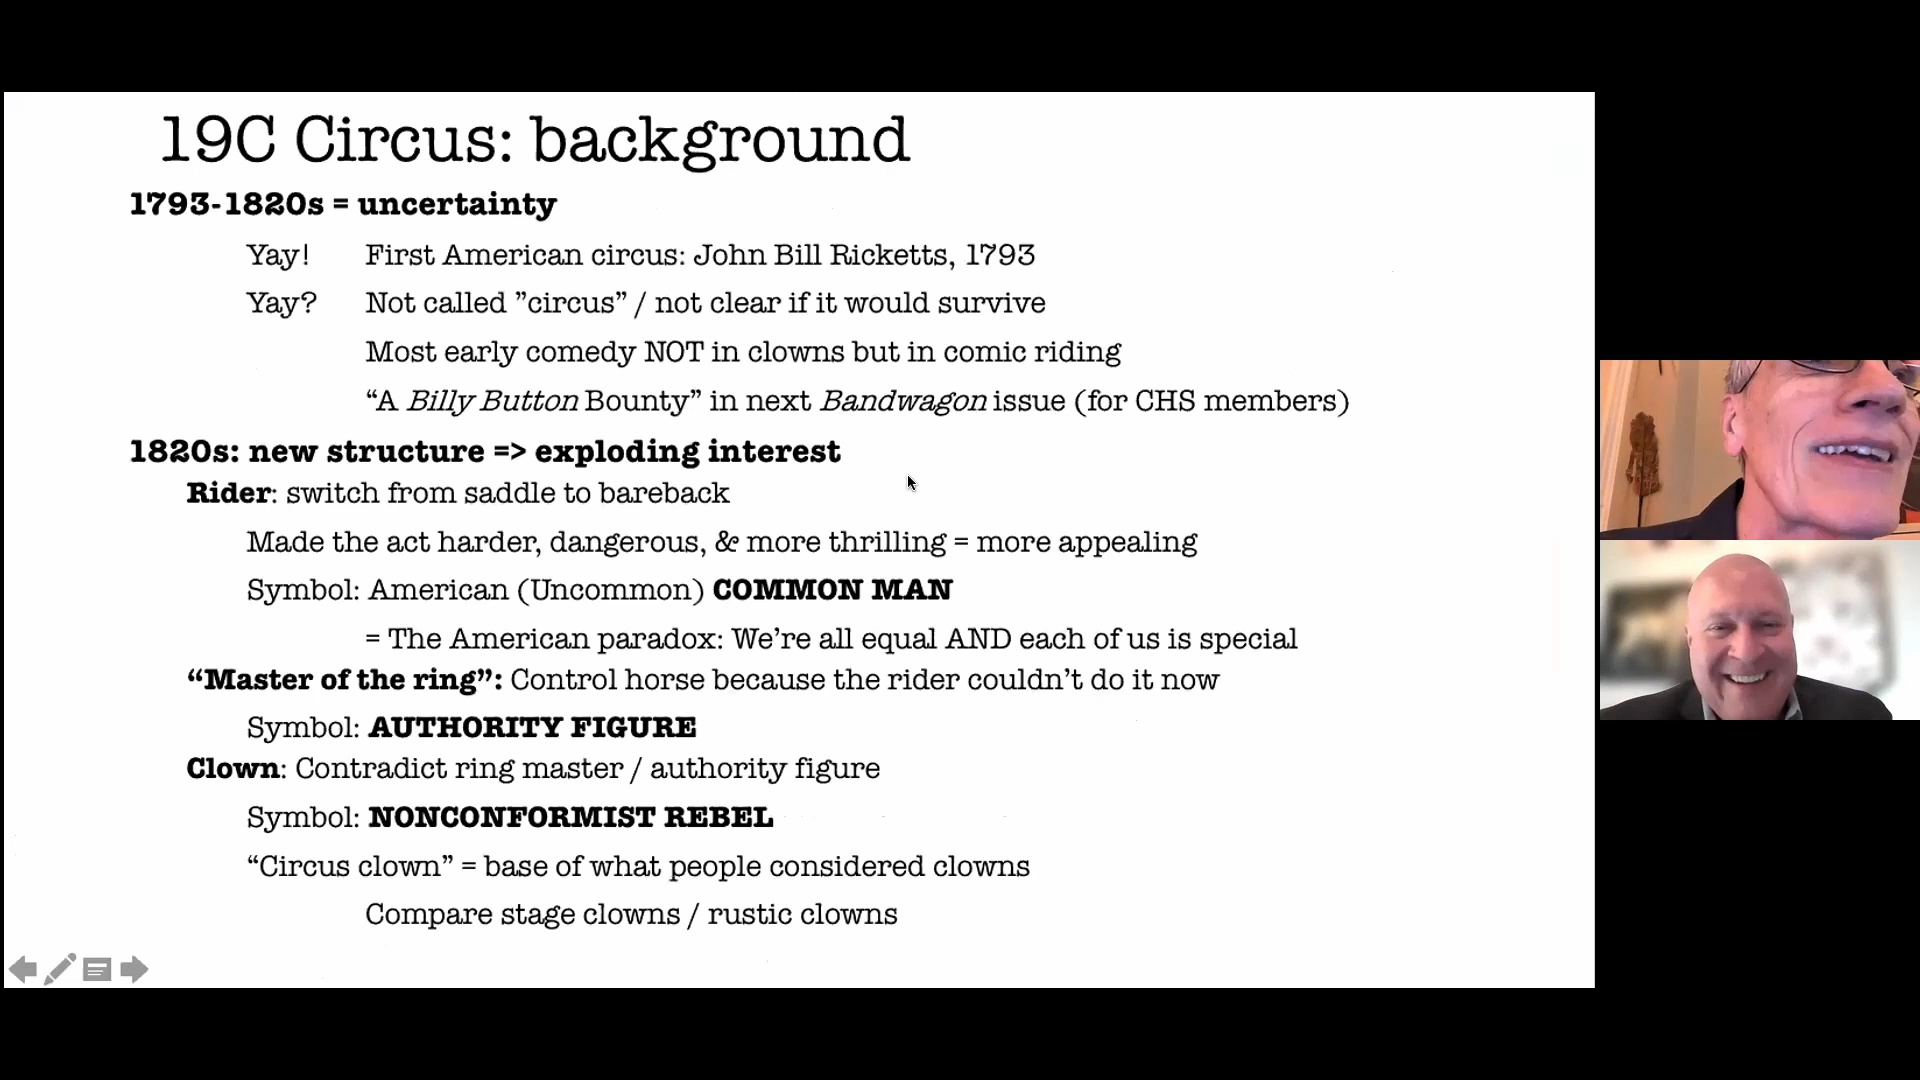 19C Circus: background
1793-1820s = uncertainty
Yay! First American circus: John Bill Ricketts, 1793
Yay? Not called ”circus” / not clear if it would survive
Most early comedy NOT in clowns but in comic riding
“A Billy Button Bounty” in next Bandwagon issue (for CHS members)
1820s: new structure => exploding interest
Rider: switch from saddle to bareback
Made the act harder, dangerous, & more thrilling = more appealing
Symbol: American (Uncommon) COMMON MAN
= The American paradox: We’re all equal AND each of us is special
“Master of the ring”: Control horse because the rider couldn’t do it now
Symbol: AUTHORITY FIGURE
Clown: Contradict ring master / authority figure
Symbol: NONCONFORMIST REBEL
“Circus clown” = base of what people considered clowns
Compare stage clowns / rustic clowns